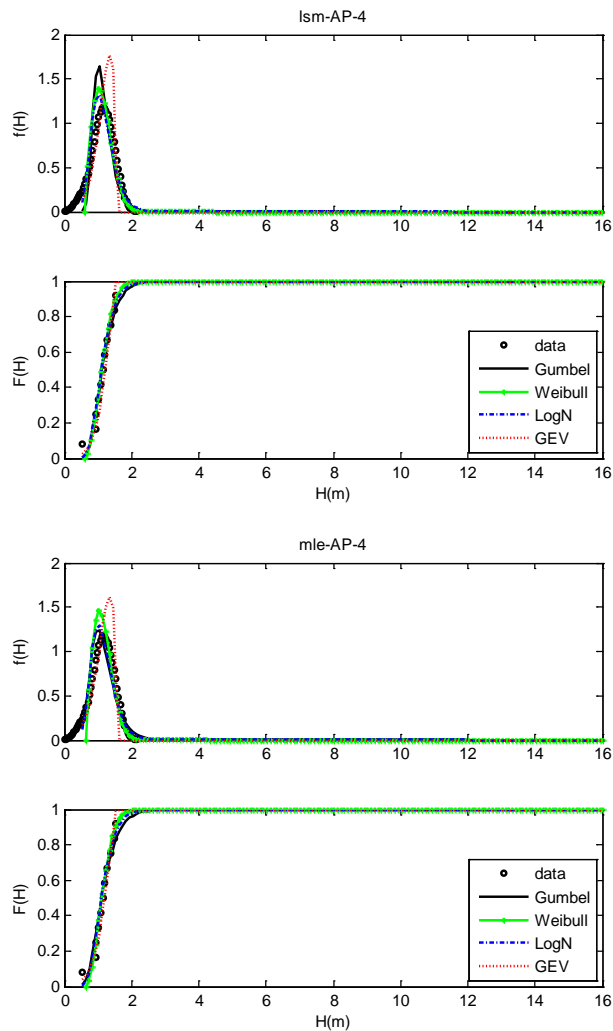 lsm-AP-4
2
1.5
1
0.5
0
f(H)
0 2 4 6 8 10 12 14 16
1
0.8
0.6
0.4
0.2
0
F(H)
data
Gumbel
Weibull
LogN
GEV
0 2 4 6 8 10 12 14 16
H(m)
mle-AP-4
2
1.5
1
0.5
0
f(H)
0 2 4 6 8 10 12 14 16
1
0.8
0.6
0.4
0.2
0
F(H)
data
Gumbel
Weibull
LogN
GEV
0 2 4 6 8 10 12 14 16
H(m)